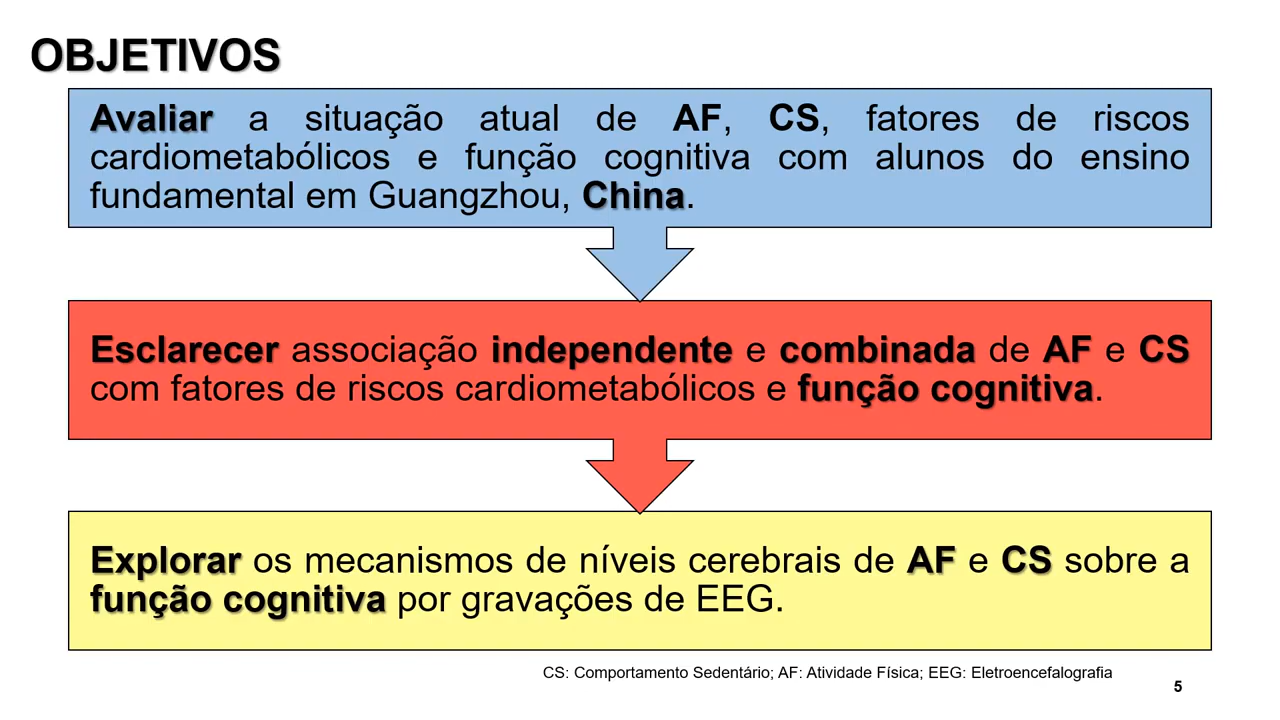 OBJETIVOS
Avaliar a situação atual de AF, CS, fatores de riscos
cardiometabólicos e função cognitiva com alunos do ensino
fundamental em Guangzhou, China.
Esclarecer associação independente e combinada de AF e CS
com fatores de riscos cardiometabólicos e função cognitiva.
Explorar os mecanismos de níveis cerebrais de AF e CS sobre a
função cognitiva por gravações de EEG.
CS: Comportamento Sedentário; AF: Atividade Física; EEG: Eletroencefalografia
5